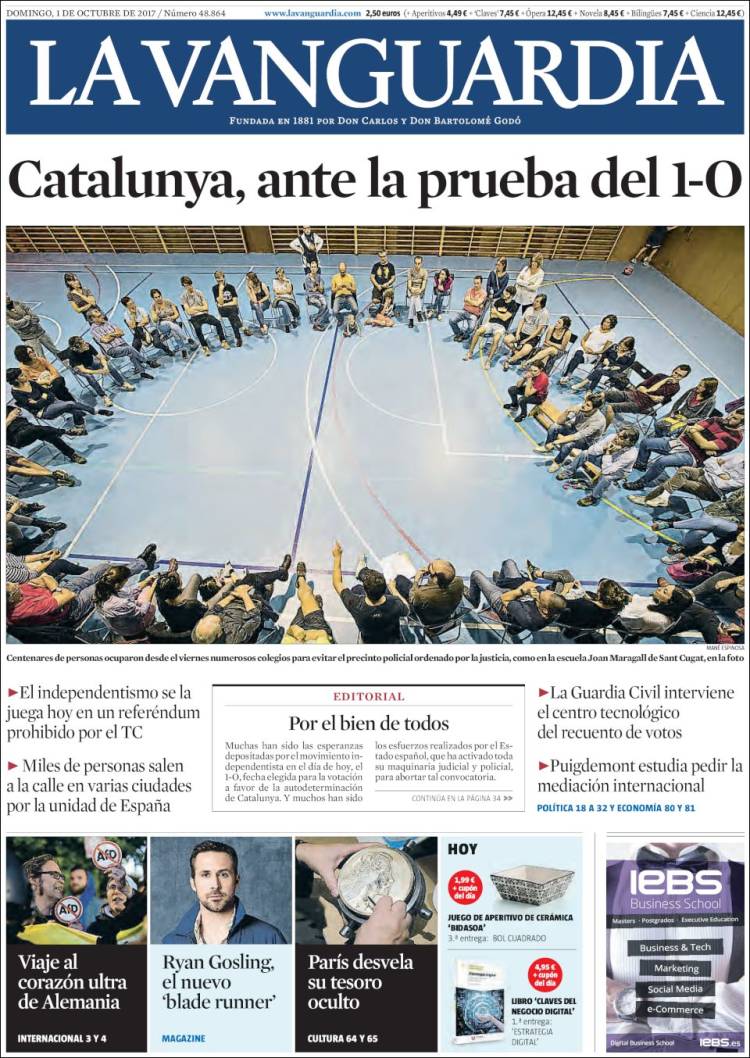 DOMINGO, 1 DE OCTUBRE DE 2017 / Número 48.864
www.lavanguardia.com 2,50 euros (+ Aperitivos 4,49 € + ‘Claves’ 7,45 € + Ópera 12,45 € + Novela 8,45 € + Bilingües 7,45 € + Ciencia 12,45 €)
LA VANGUARDIA
FUNDADA EN 1881 POR DON CARLOS Y DON BARTOLOMÉ GODÓ
Catalunya, ante la prueba del 1-O
MANÉ ESPINOSA
Centenares de personas ocuparon desde el viernes numerosos colegios para evitar el precinto policial ordenado por la justicia, como en la escuela Joan Maragall de Sant Cugat, en la foto
►El independentismo se la
juega hoy en un referéndum
prohibido por el TC
► Miles de personas salen
a la calle en varias ciudades
por la unidad de España
EDITORIAL
Por el bien de todos
Muchas han sido las esperanzas
depositadas por el movimiento in-
dependentista en el día de hoy, el
1-O, fecha elegida para la votación
a favor de la autodeterminación
de Catalunya. Y muchos han sido
los esfuerzos realizados por el Es-
tado español, que ha activado toda
su maquinaria judicial y policial,
para abortar tal convocatoria.
CONTINÚA EN LA PÁGINA 34 >>
►La Guardia Civil interviene
el centro tecnológico
del recuento de votos
►Puigdemont estudia pedir la
mediación internacional
POLÍTICA 18 A 32 Y ECONOMÍA 80 Y 81
AfD
AfD
Viaje al
corazón ultra
de Alemania
INTERNACIONAL 3 Y 4
Ryan Gosling,
el nuevo
‘blade runner’
MAGAZINE
París desvela
su tesoro
oculto
CULTURA 64 Y 65
HOY
1,99 €
+ cupón
del día
JUEGO DE APERITIVO DE CERÁMICA
‘BIDASOA’
3.ª entrega: BOL CUADRADO
4,95 €
+ cupón
del día
LIBRO ‘CLAVES DEL
NEGOCIO DIGITAL’
1.ª entrega:
‘ESTRATEGIA
DIGITAL’
IEBS
Business School
Masters · Postgrados · Executive Education
Business & Tech
Marketing
Social Media
e-Commerce
Digital Business School
IEBS.es